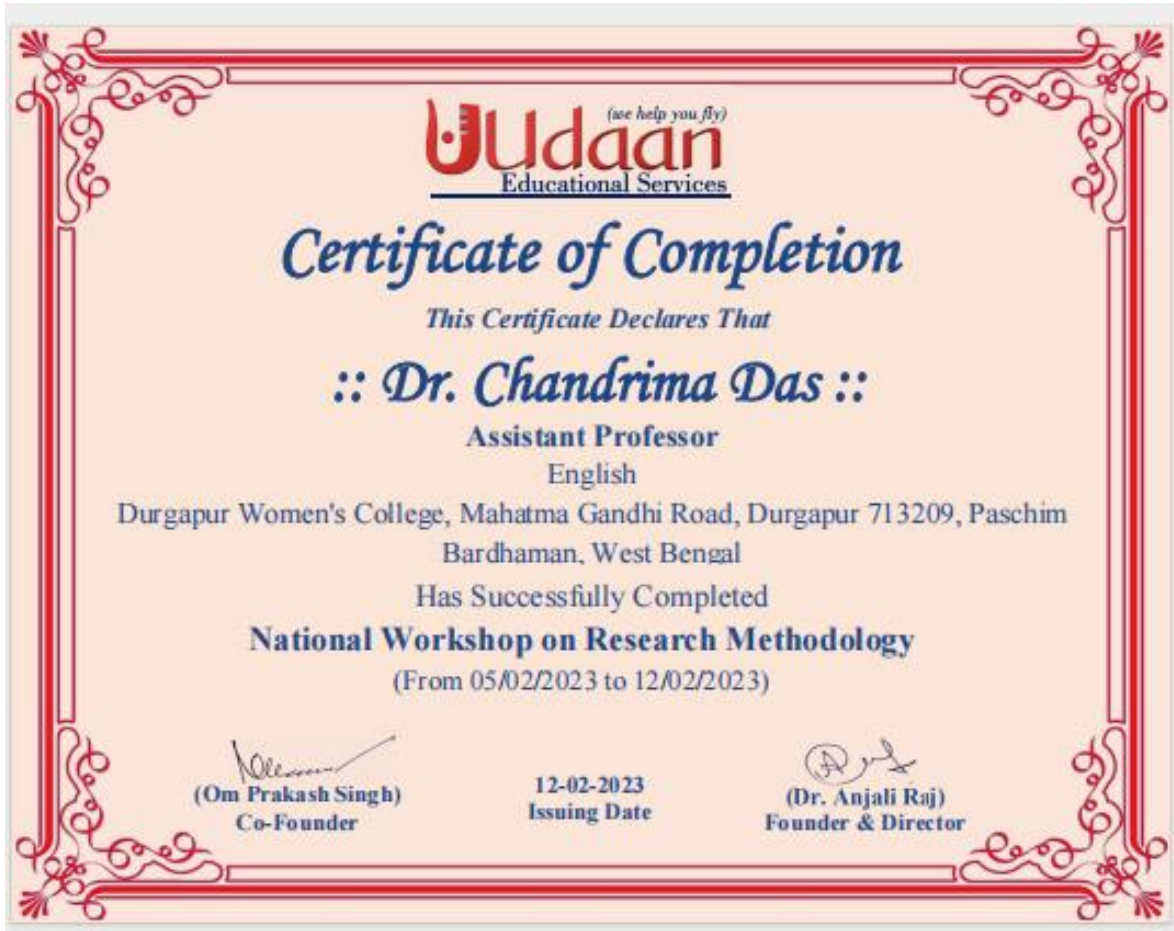 (we help you fly)
Udaan
Educational Services
Certificate of Completion
This Certificate Declares That
:: Dr. Chandrima Das ::
Assistant Professor
English
Durgapur Women's College, Mahatma Gandhi Road, Durgapur 713209, Paschim
Bardhaman, West Bengal
Has Successfully Completed
National Workshop on Research Methodology
(From 05/02/2023 to 12/02/2023)
(Om Prakash Singh)
Co-Founder
12-02-2023
Issuing Date
(Dr. Anjali Raj)
Founder & Director